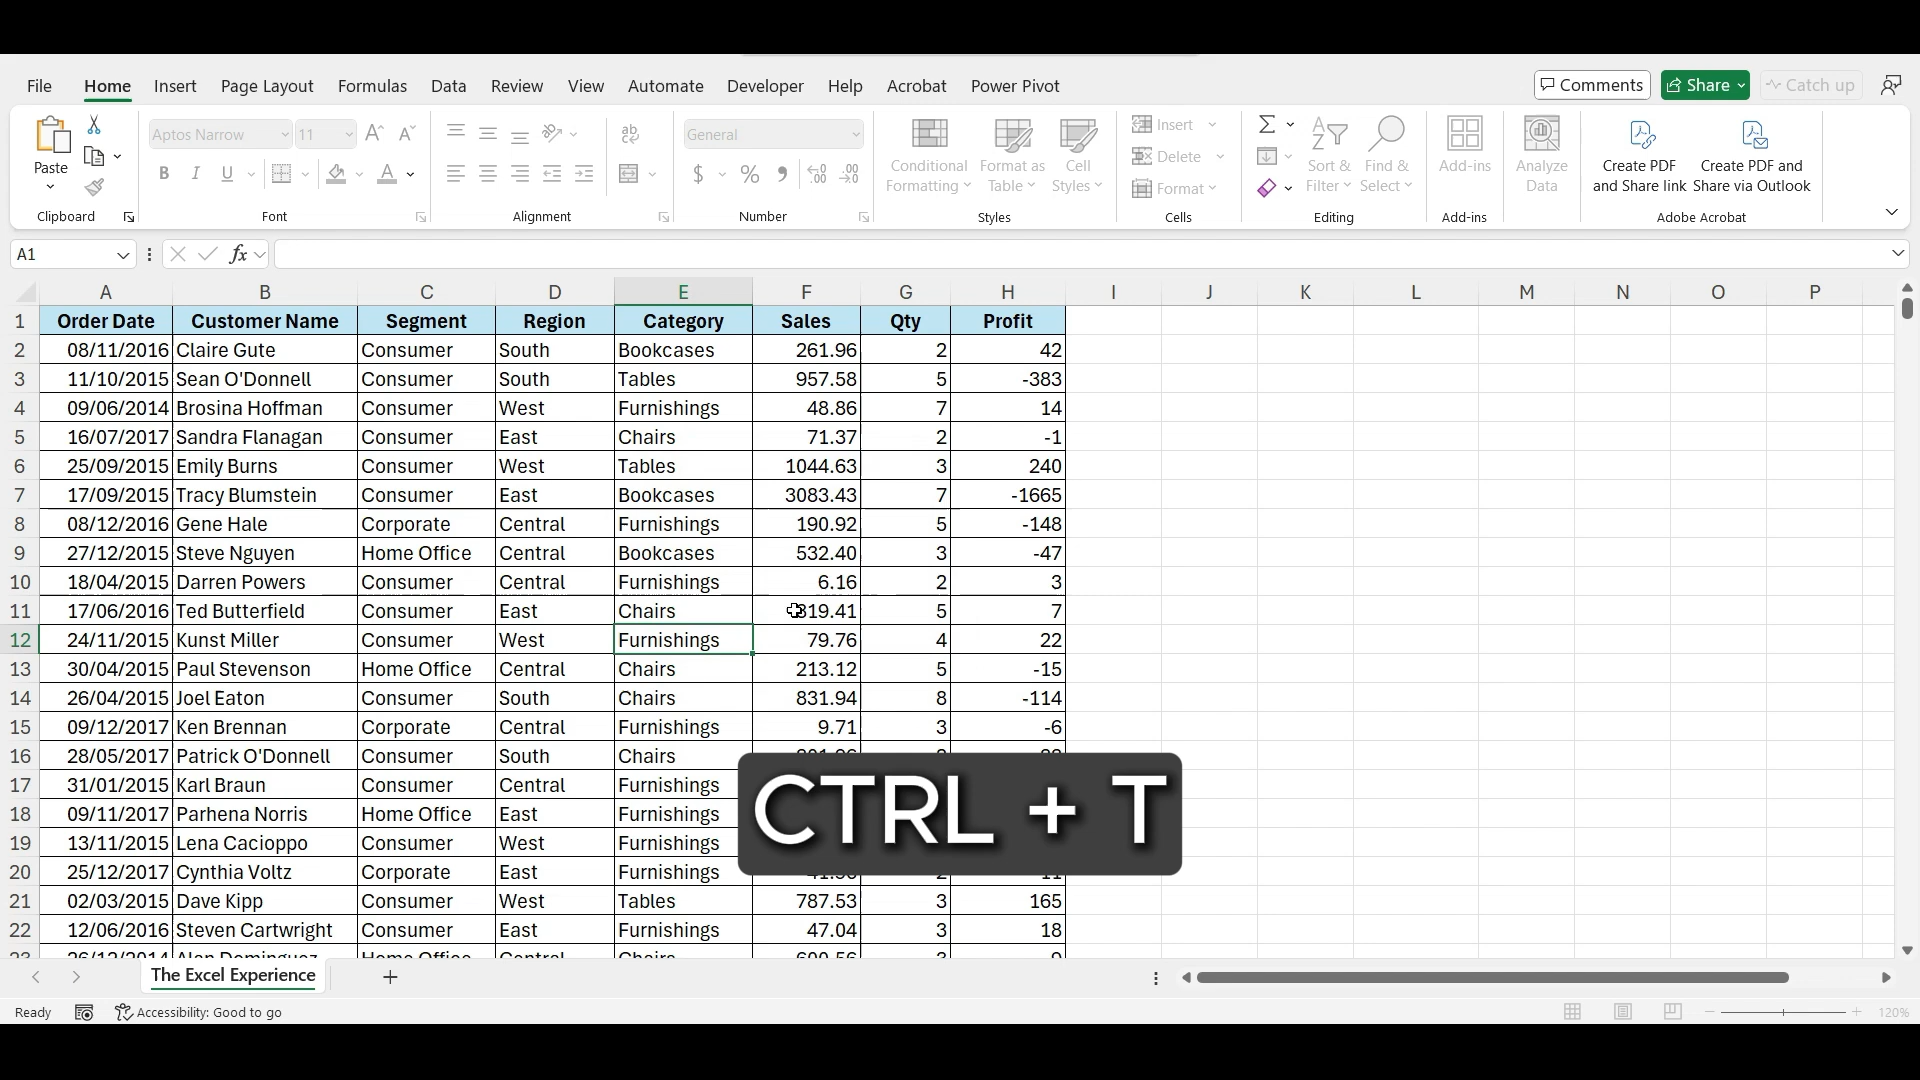 File Home Insert Page Layout Formulas Data Review View Automate Developer Help Acrobat Power Pivot Comments Share Catch up
Paste
Clipboard
Aptos Narrow 11
B I U A
Font
ab
Alignment
General
$ % 9 .00 .00
Number
Conditional Formatting
Format as Table
Cell Styles
Styles
Insert
Delete
Format
Cells
Sort & Filter
Find & Select
Editing
Add-ins
Add-ins
Analyze Data
Create PDF and Share link
Create PDF and Share via Outlook
Adobe Acrobat
A1 fx
A B C D E F G H I J K L M N O P
1 Order Date Customer Name Segment Region Category Sales Qty Profit
2 08/11/2016 Claire Gute Consumer South Bookcases 261.96 2 42
3 11/10/2015 Sean O'Donnell Consumer South Tables 957.58 5 -383
4 09/06/2014 Brosina Hoffman Consumer West Furnishings 48.86 7 14
5 16/07/2017 Sandra Flanagan Consumer East Chairs 71.37 2 -1
6 25/09/2015 Emily Burns Consumer West Tables 1044.63 3 240
7 17/09/2015 Tracy Blumstein Consumer East Bookcases 3083.43 7 -1665
8 08/12/2016 Gene Hale Corporate Central Furnishings 190.92 5 -148
9 27/12/2015 Steve Nguyen Home Office Central Bookcases 532.40 3 -47
10 18/04/2015 Darren Powers Consumer Central Furnishings 6.16 2 3
11 17/06/2016 Ted Butterfield Consumer East Chairs 319.41 5 7
12 24/11/2015 Kunst Miller Consumer West Furnishings 79.76 4 22
13 30/04/2015 Paul Stevenson Home Office Central Chairs 213.12 5 -15
14 26/04/2015 Joel Eaton Consumer South Chairs 831.94 8 -114
15 09/12/2017 Ken Brennan Corporate Central Furnishings 9.71 3 -6
16 28/05/2017 Patrick O'Donnell Consumer South Chairs
17 31/01/2015 Karl Braun Consumer Central Furnishings
18 09/11/2017 Parhena Norris Home Office East Furnishings
19 13/11/2015 Lena Cacioppo Consumer West Furnishings
20 25/12/2017 Cynthia Voltz Corporate East Furnishings
21 02/03/2015 Dave Kipp Consumer West Tables 787.53 3 165
22 12/06/2016 Steven Cartwright Consumer East Furnishings 47.04 3 18
CTRL + T
The Excel Experience
Ready Accessibility: Good to go 120%